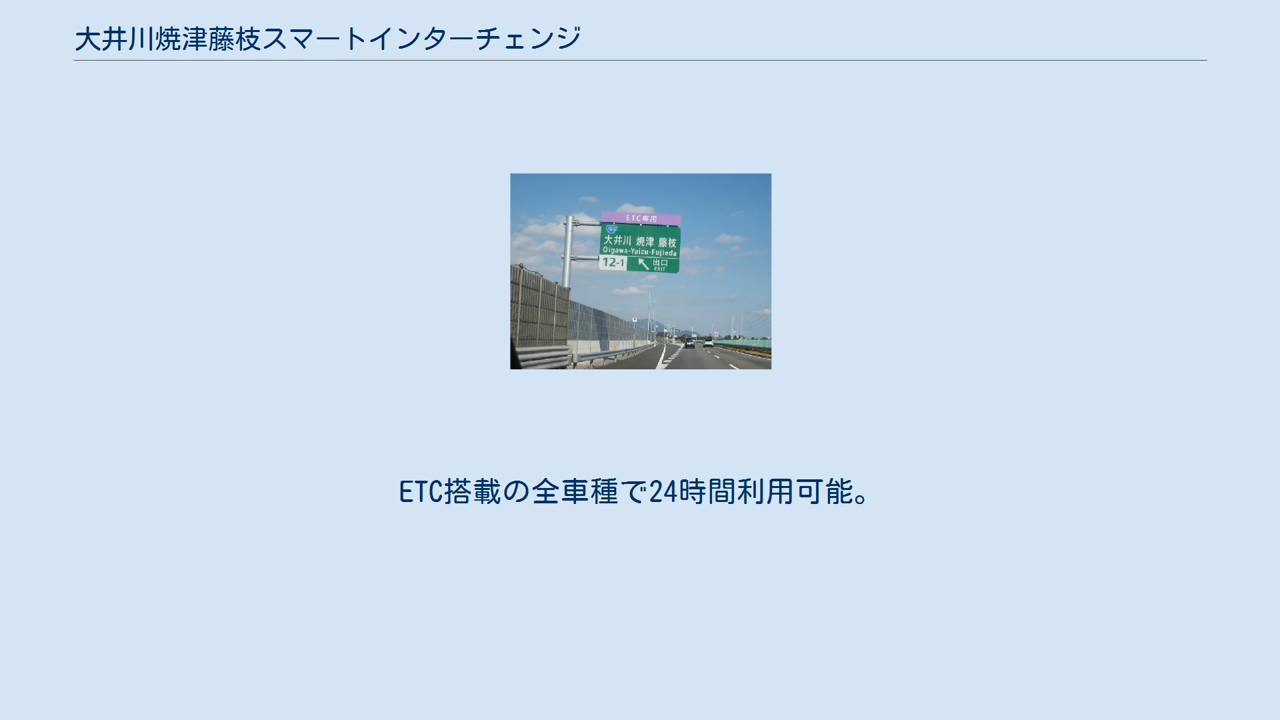 大井川焼津藤枝スマートインターチェンジ
ETC専用
大井川 焼津 藤枝
Oigawa-Yaizu-Fujieda
12-1 出口
EXIT
ETC搭載の全車種で24時間利用可能。